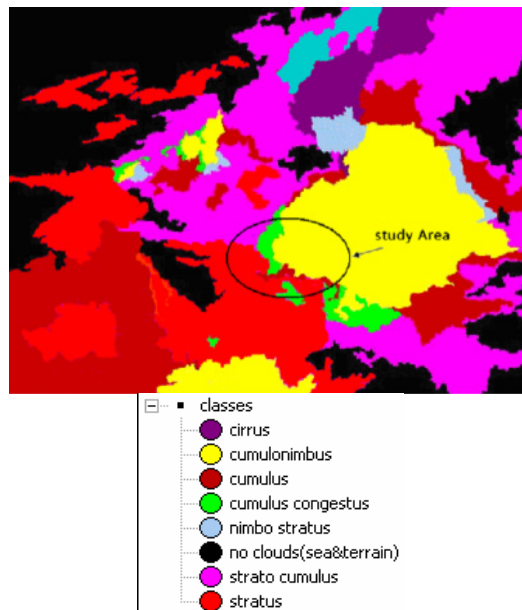 study Area
classes
cirrus
cumulonimbus
cumulus
cumulus congestus
nimbo stratus
no clouds(sea&terrain)
strato cumulus
stratus